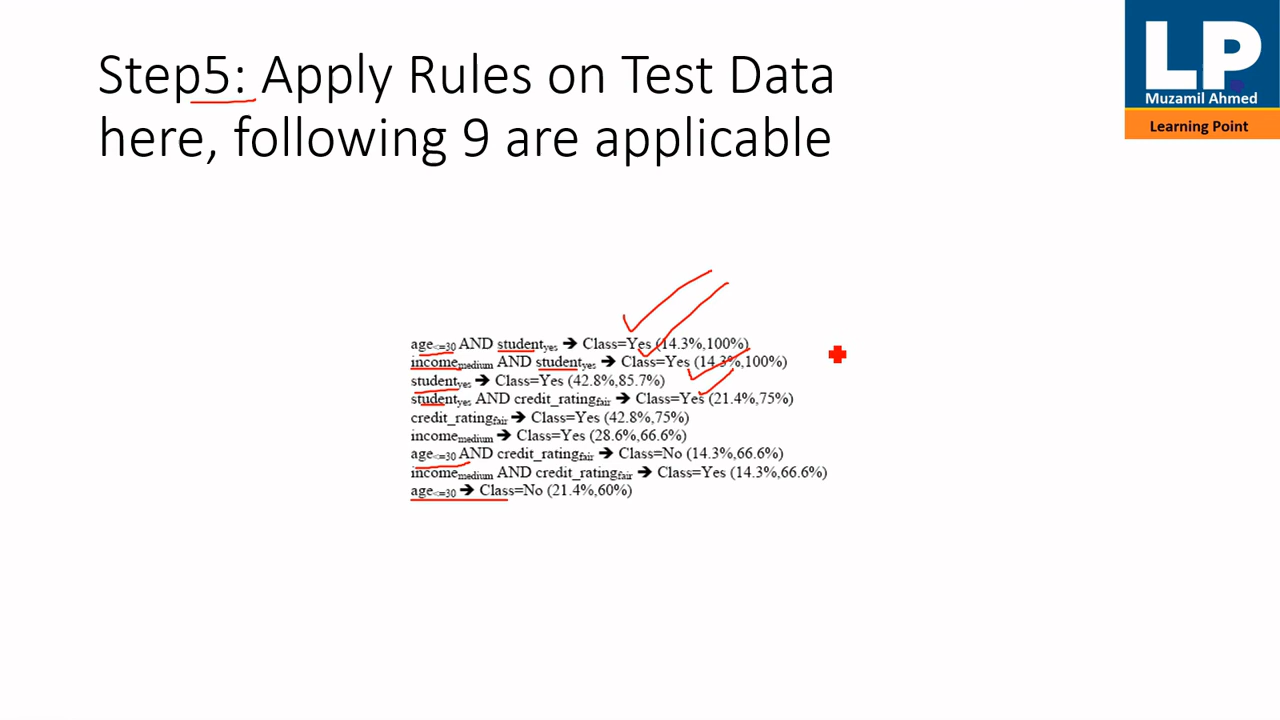 Step5: Apply Rules on Test Data
here, following 9 are applicable
LP.
Muzamil Ahmed
Learning Point
age<=30 AND studentyes ➔ Class=Yes (14.3%,100%)
incomemedium AND studentyes ➔ Class=Yes (14.3%,100%)
studentyes ➔ Class=Yes (42.8%,85.7%)
studentyes AND credit_ratingfair ➔ Class=Yes (21.4%,75%)
credit_ratingfair ➔ Class=Yes (42.8%,75%)
incomemedium ➔ Class=Yes (28.6%,66.6%)
age<=30 AND credit_ratingfair ➔ Class=No (14.3%,66.6%)
incomemedium AND credit_ratingfair ➔ Class=Yes (14.3%,66.6%)
age<=30 ➔ Class=No (21.4%,60%)